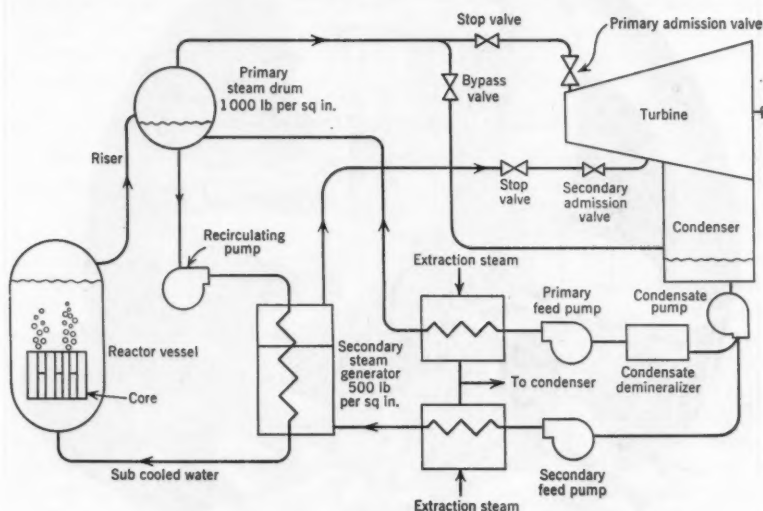 Stop valve
Primary admission valve
Primary
steam drum
1 000 lb per sq in.
Bypass
valve
Turbine
Riser
Stop
valve
Secondary
admission
valve
Condenser
Recirculating
pump
Extraction steam
Primary
feed pump
Condensate
pump
Reactor vessel
Secondary
steam
generator
500 lb
per sq in.
Condensate
demineralizer
Core
To condenser
Sub cooled water
Secondary
feed pump
Extraction steam